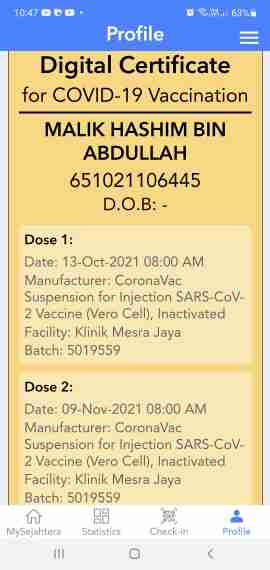 10:47
63%
Profile
Digital Certificate
for COVID-19 Vaccination
MALIK HASHIM BIN
ABDULLAH
651021106445
D.O.B: -
Dose 1:
Date: 13-Oct-2021 08:00 AM
Manufacturer: CoronaVac
Suspension for Injection SARS-CoV-
2 Vaccine (Vero Cell), Inactivated
Facility: Klinik Mesra Jaya
Batch: 5019559
Dose 2:
Date: 09-Nov-2021 08:00 AM
Manufacturer: CoronaVac
Suspension for Injection SARS-CoV-
2 Vaccine (Vero Cell), Inactivated
Facility: Klinik Mesra Jaya
Batch: 5019559
MySejahtera Statistics Check-in Profile